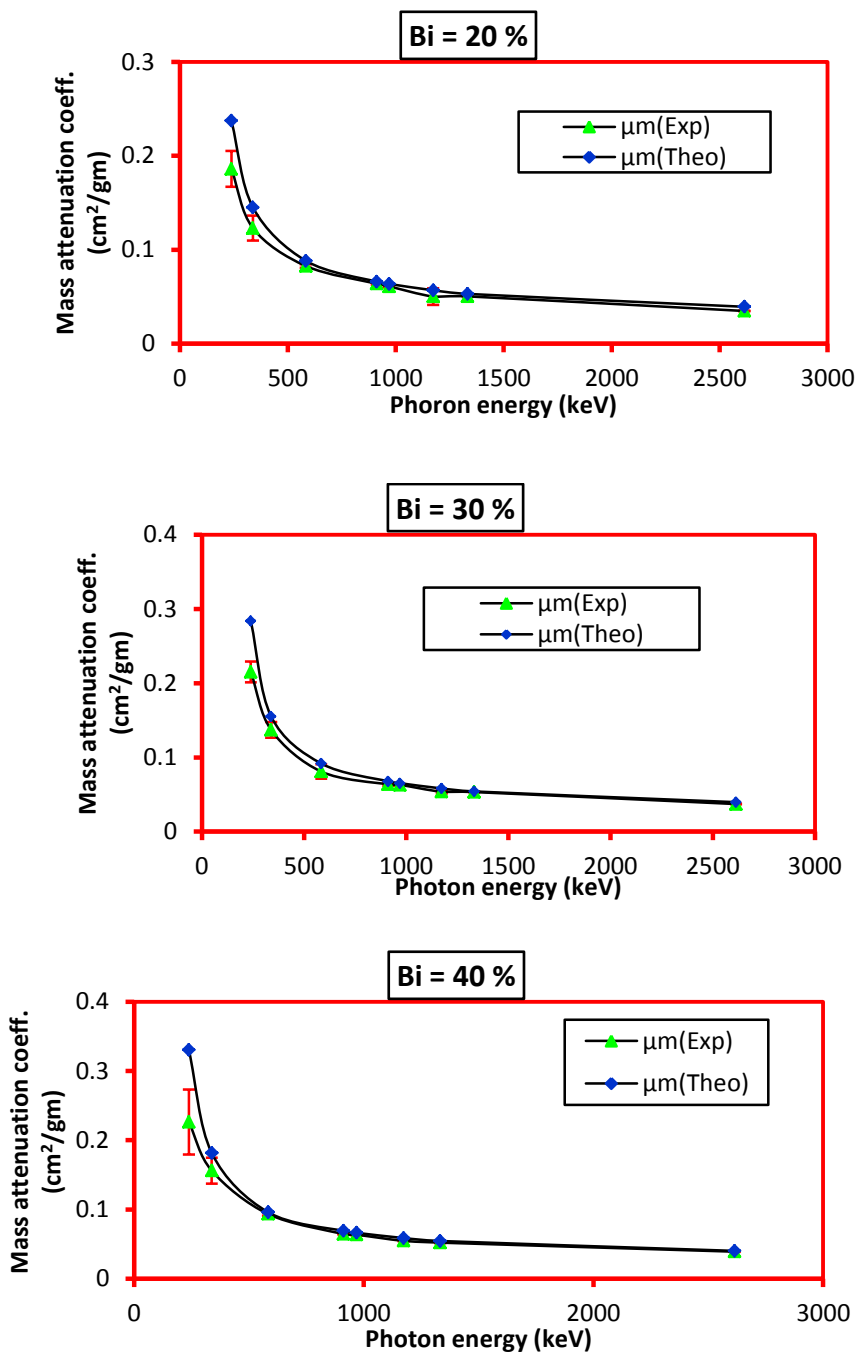 Bi = 20 %
Mass attenuation coeff.
(cm²/gm)
0.3
0.2
0.1
0
µm(Exp)
µm(Theo)
0 500 1000 1500 2000 2500 3000
Phoron energy (keV)
Bi = 30 %
Mass attenuation coeff.
(cm²/gm)
0.4
0.3
0.2
0.1
0
µm(Exp)
µm(Theo)
0 500 1000 1500 2000 2500 3000
Photon energy (keV)
Bi = 40 %
Mass attenuation coeff.
(cm²/gm)
0.4
0.3
0.2
0.1
0
µm(Exp)
µm(Theo)
0 1000 2000 3000
Photon energy (keV)